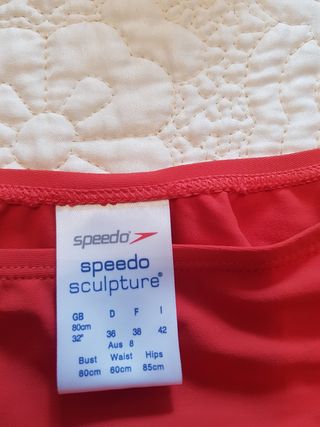 speedo
speedo
sculpture®
GB D F I
80cm 36 38 42
32"
Aus 8
Bust Waist Hips
80cm 60cm 85cm